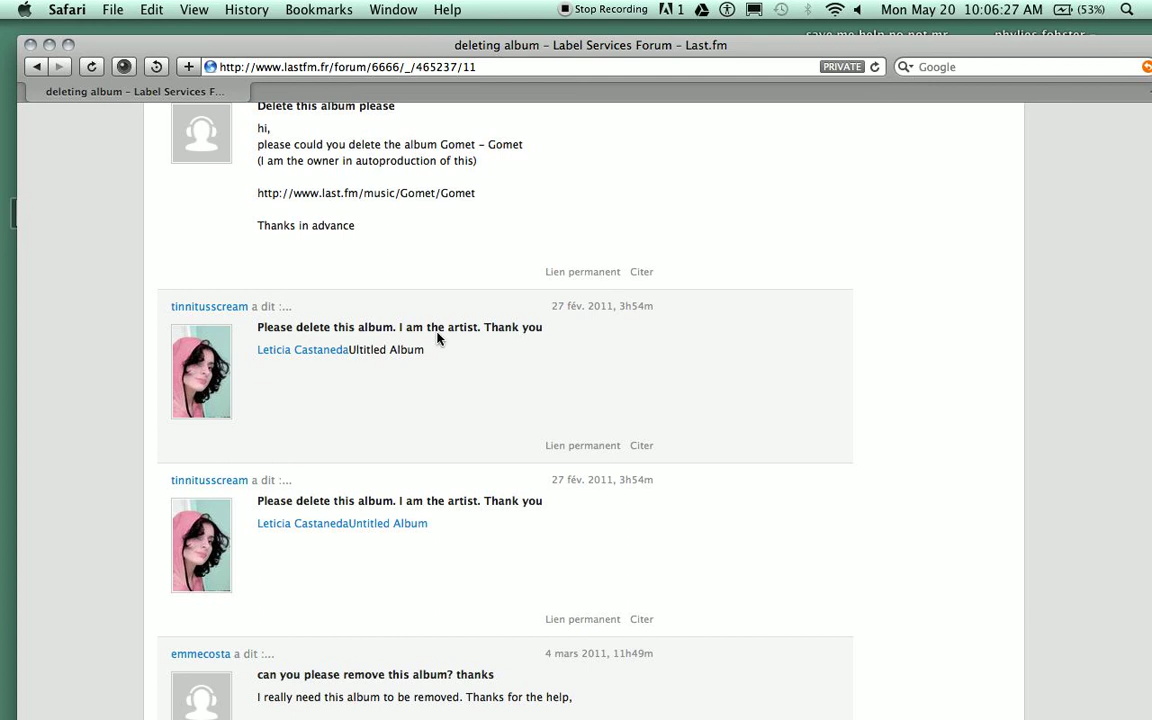 Safari File Edit View History Bookmarks Window Help Stop Recording 1 Mon May 20 10:06:27 AM (53%)
deleting album – Label Services Forum – Last.fm
http://www.lastfm.fr/forum/6666/_/465237/11 PRIVATE Google
deleting album – Label Services F...
Delete this album please
hi,
please could you delete the album Gomet – Gomet
(I am the owner in autoproduction of this)
http://www.last.fm/music/Gomet/Gomet
Thanks in advance
Lien permanent Citer
tinnitusscream a dit :... 27 fév. 2011, 3h54m
Please delete this album. I am the artist. Thank you
Leticia CastanedaUltitled Album
Lien permanent Citer
tinnitusscream a dit :... 27 fév. 2011, 3h54m
Please delete this album. I am the artist. Thank you
Leticia CastanedaUntitled Album
Lien permanent Citer
emmecosta a dit :... 4 mars 2011, 11h49m
can you please remove this album? thanks
I really need this album to be removed. Thanks for the help,